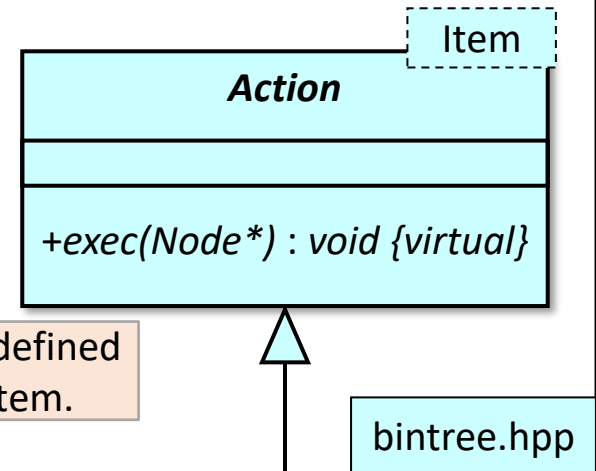 Item
Action
+exec(Node*) : void {virtual}
defined
tem.
bintree.hpp